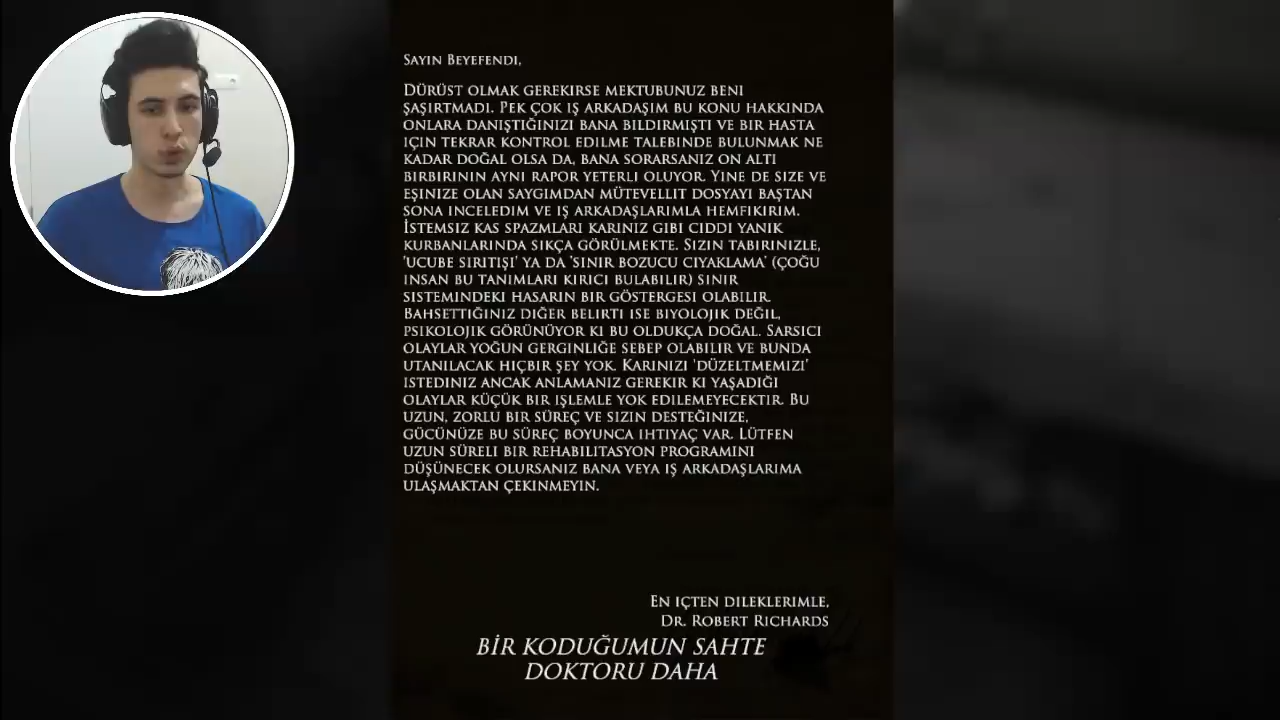 Sayın Beyefendi,
Dürüst olmak gerekirse mektubunuz beni
şaşırtmadı. Pek çok iş arkadaşım bu konu hakkında
onlara danıştığınızı bana bildirmişti ve bir hasta
için tekrar kontrol edilme talebinde bulunmak ne
kadar doğal olsa da, bana sorarsanız on altı
birbirinin aynı rapor yeterli oluyor. Yine de size ve
eşinize olan saygımdan mütevellit dosyayı baştan
sona inceledim ve iş arkadaşlarımla hemfikirim.
İstemsiz kas spazmları karınız gibi ciddi yanık
kurbanlarında sıkça görülmekte. Sizin tabirinizle,
'ucube sırıtışı' ya da 'sinir bozucu cıyaklama' (çoğu
insan bu tanımları kırıcı bulabilir) sinir
sistemindeki hasarın bir göstergesi olabilir.
Bahsettiğiniz diğer belirti ise biyolojik değil,
psikolojik görünüyor ki bu oldukça doğal. Sarsıcı
olaylar yoğun gerginliğe sebep olabilir ve bunda
utanılacak hiçbir şey yok. Karınızı 'düzeltmemizi'
istediniz ancak anlamanız gerekir ki yaşadığı
olaylar küçük bir işlemle yok edilemeyecektir. Bu
uzun, zorlu bir süreç ve sizin desteğinize,
gücünüze bu süreç boyunca ihtiyaç var. Lütfen
uzun süreli bir rehabilitasyon programını
düşünecek olursanız bana veya iş arkadaşlarıma
ulaşmaktan çekinmeyin.
En içten dileklerimle,
Dr. Robert Richards
BİR KODUĞUMUN SAHTE
DOKTORU DAHA